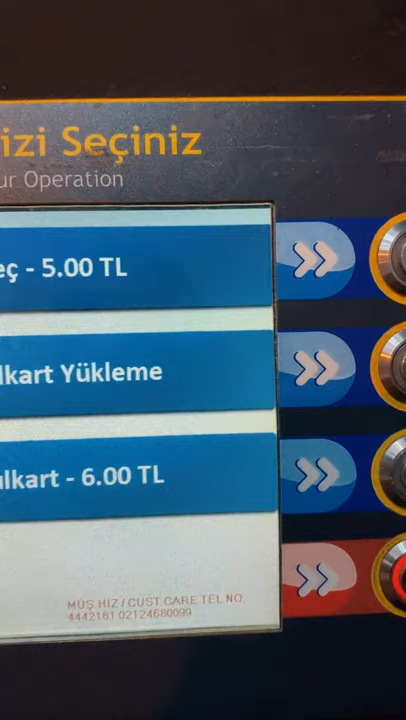 izi Seçiniz
ur Operation
eç - 5.00 TL
lkart Yükleme
ulkart - 6.00 TL
MÜŞ HİZ / CUST CARE TEL NO
4442161 02124680099